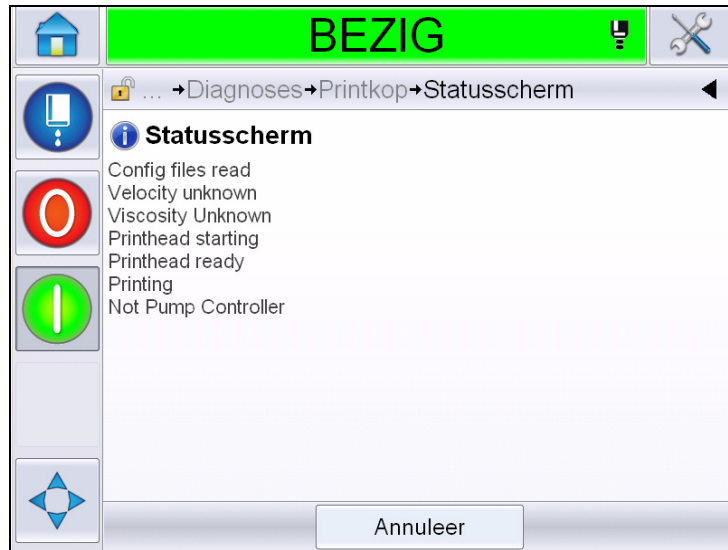 BEZIG
... →Diagnoses→Printkop→Statusscherm
Statusscherm
Config files read
Velocity unknown
Viscosity Unknown
Printhead starting
Printhead ready
Printing
Not Pump Controller
Annuleer